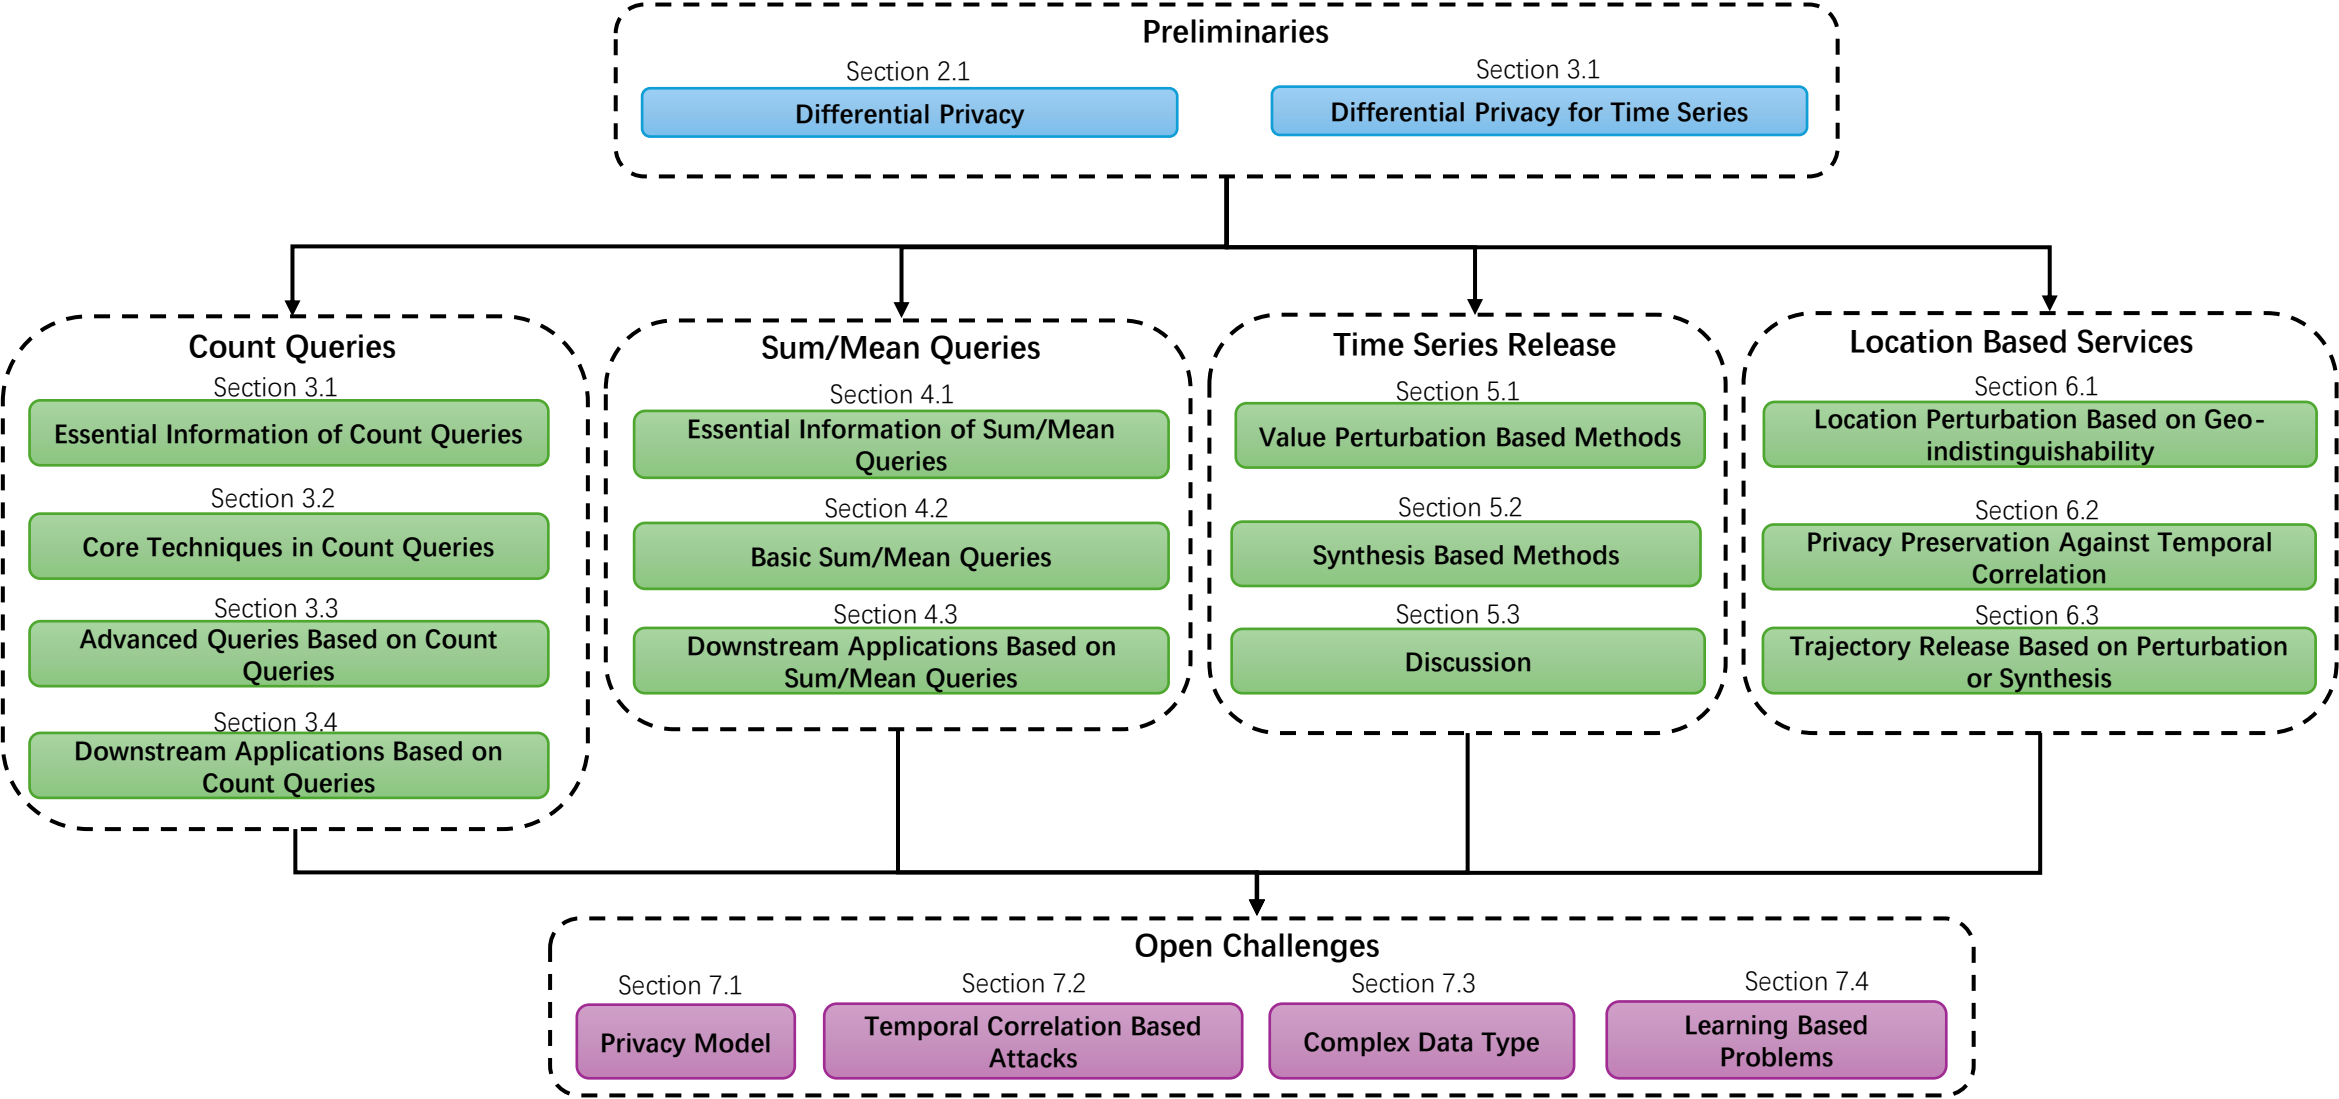 Preliminaries
Section 2.1
Differential Privacy
Section 3.1
Differential Privacy for Time Series
Count Queries
Section 3.1
Essential Information of Count Queries
Section 3.2
Core Techniques in Count Queries
Section 3.3
Advanced Queries Based on Count
Queries
Section 3.4
Downstream Applications Based on
Count Queries
Sum/Mean Queries
Section 4.1
Essential Information of Sum/Mean
Queries
Section 4.2
Basic Sum/Mean Queries
Section 4.3
Downstream Applications Based on
Sum/Mean Queries
Time Series Release
Section 5.1
Value Perturbation Based Methods
Section 5.2
Synthesis Based Methods
Section 5.3
Discussion
Location Based Services
Section 6.1
Location Perturbation Based on Geo-
indistinguishability
Section 6.2
Privacy Preservation Against Temporal
Correlation
Section 6.3
Trajectory Release Based on Perturbation
or Synthesis
Open Challenges
Section 7.1
Privacy Model
Section 7.2
Temporal Correlation Based
Attacks
Section 7.3
Complex Data Type
Section 7.4
Learning Based
Problems